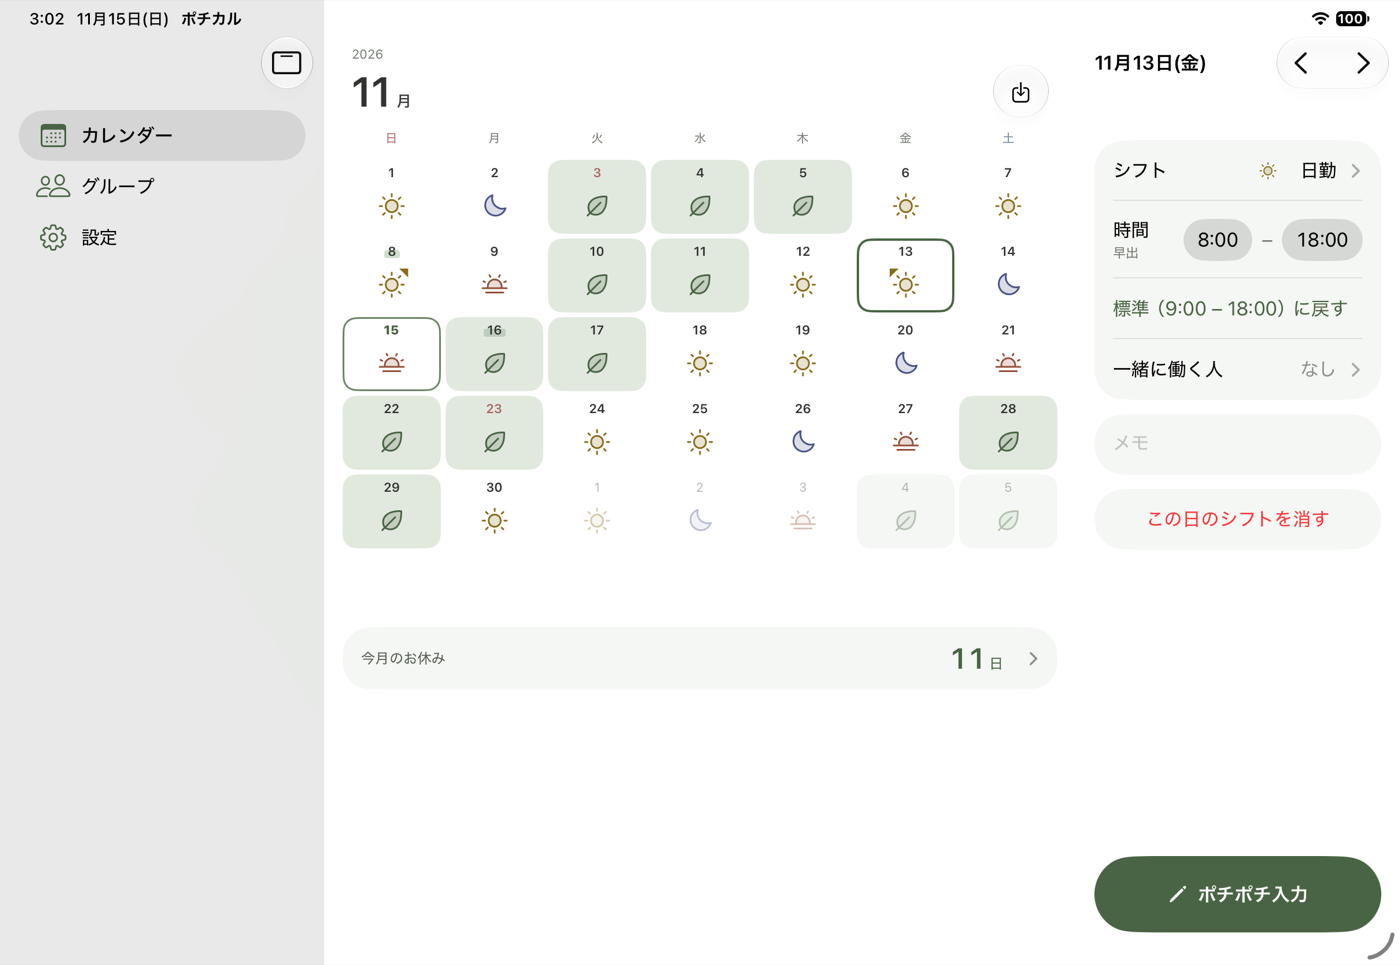 3:02 11月15日(日) ポチカル
100
カレンダー
グループ
設定
2026
11月
日 月 火 水 木 金 土
1 2 3 4 5 6 7
8 9 10 11 12 13 14
15 16 17 18 19 20 21
22 23 24 25 26 27 28
29 30 1 2 3 4 5
今月のお休み 11日
11月13日(金)
シフト 日勤
時間 8:00 – 18:00
早出
標準（9:00 – 18:00）に戻す
一緒に働く人 なし
メモ
この日のシフトを消す
ポチポチ入力